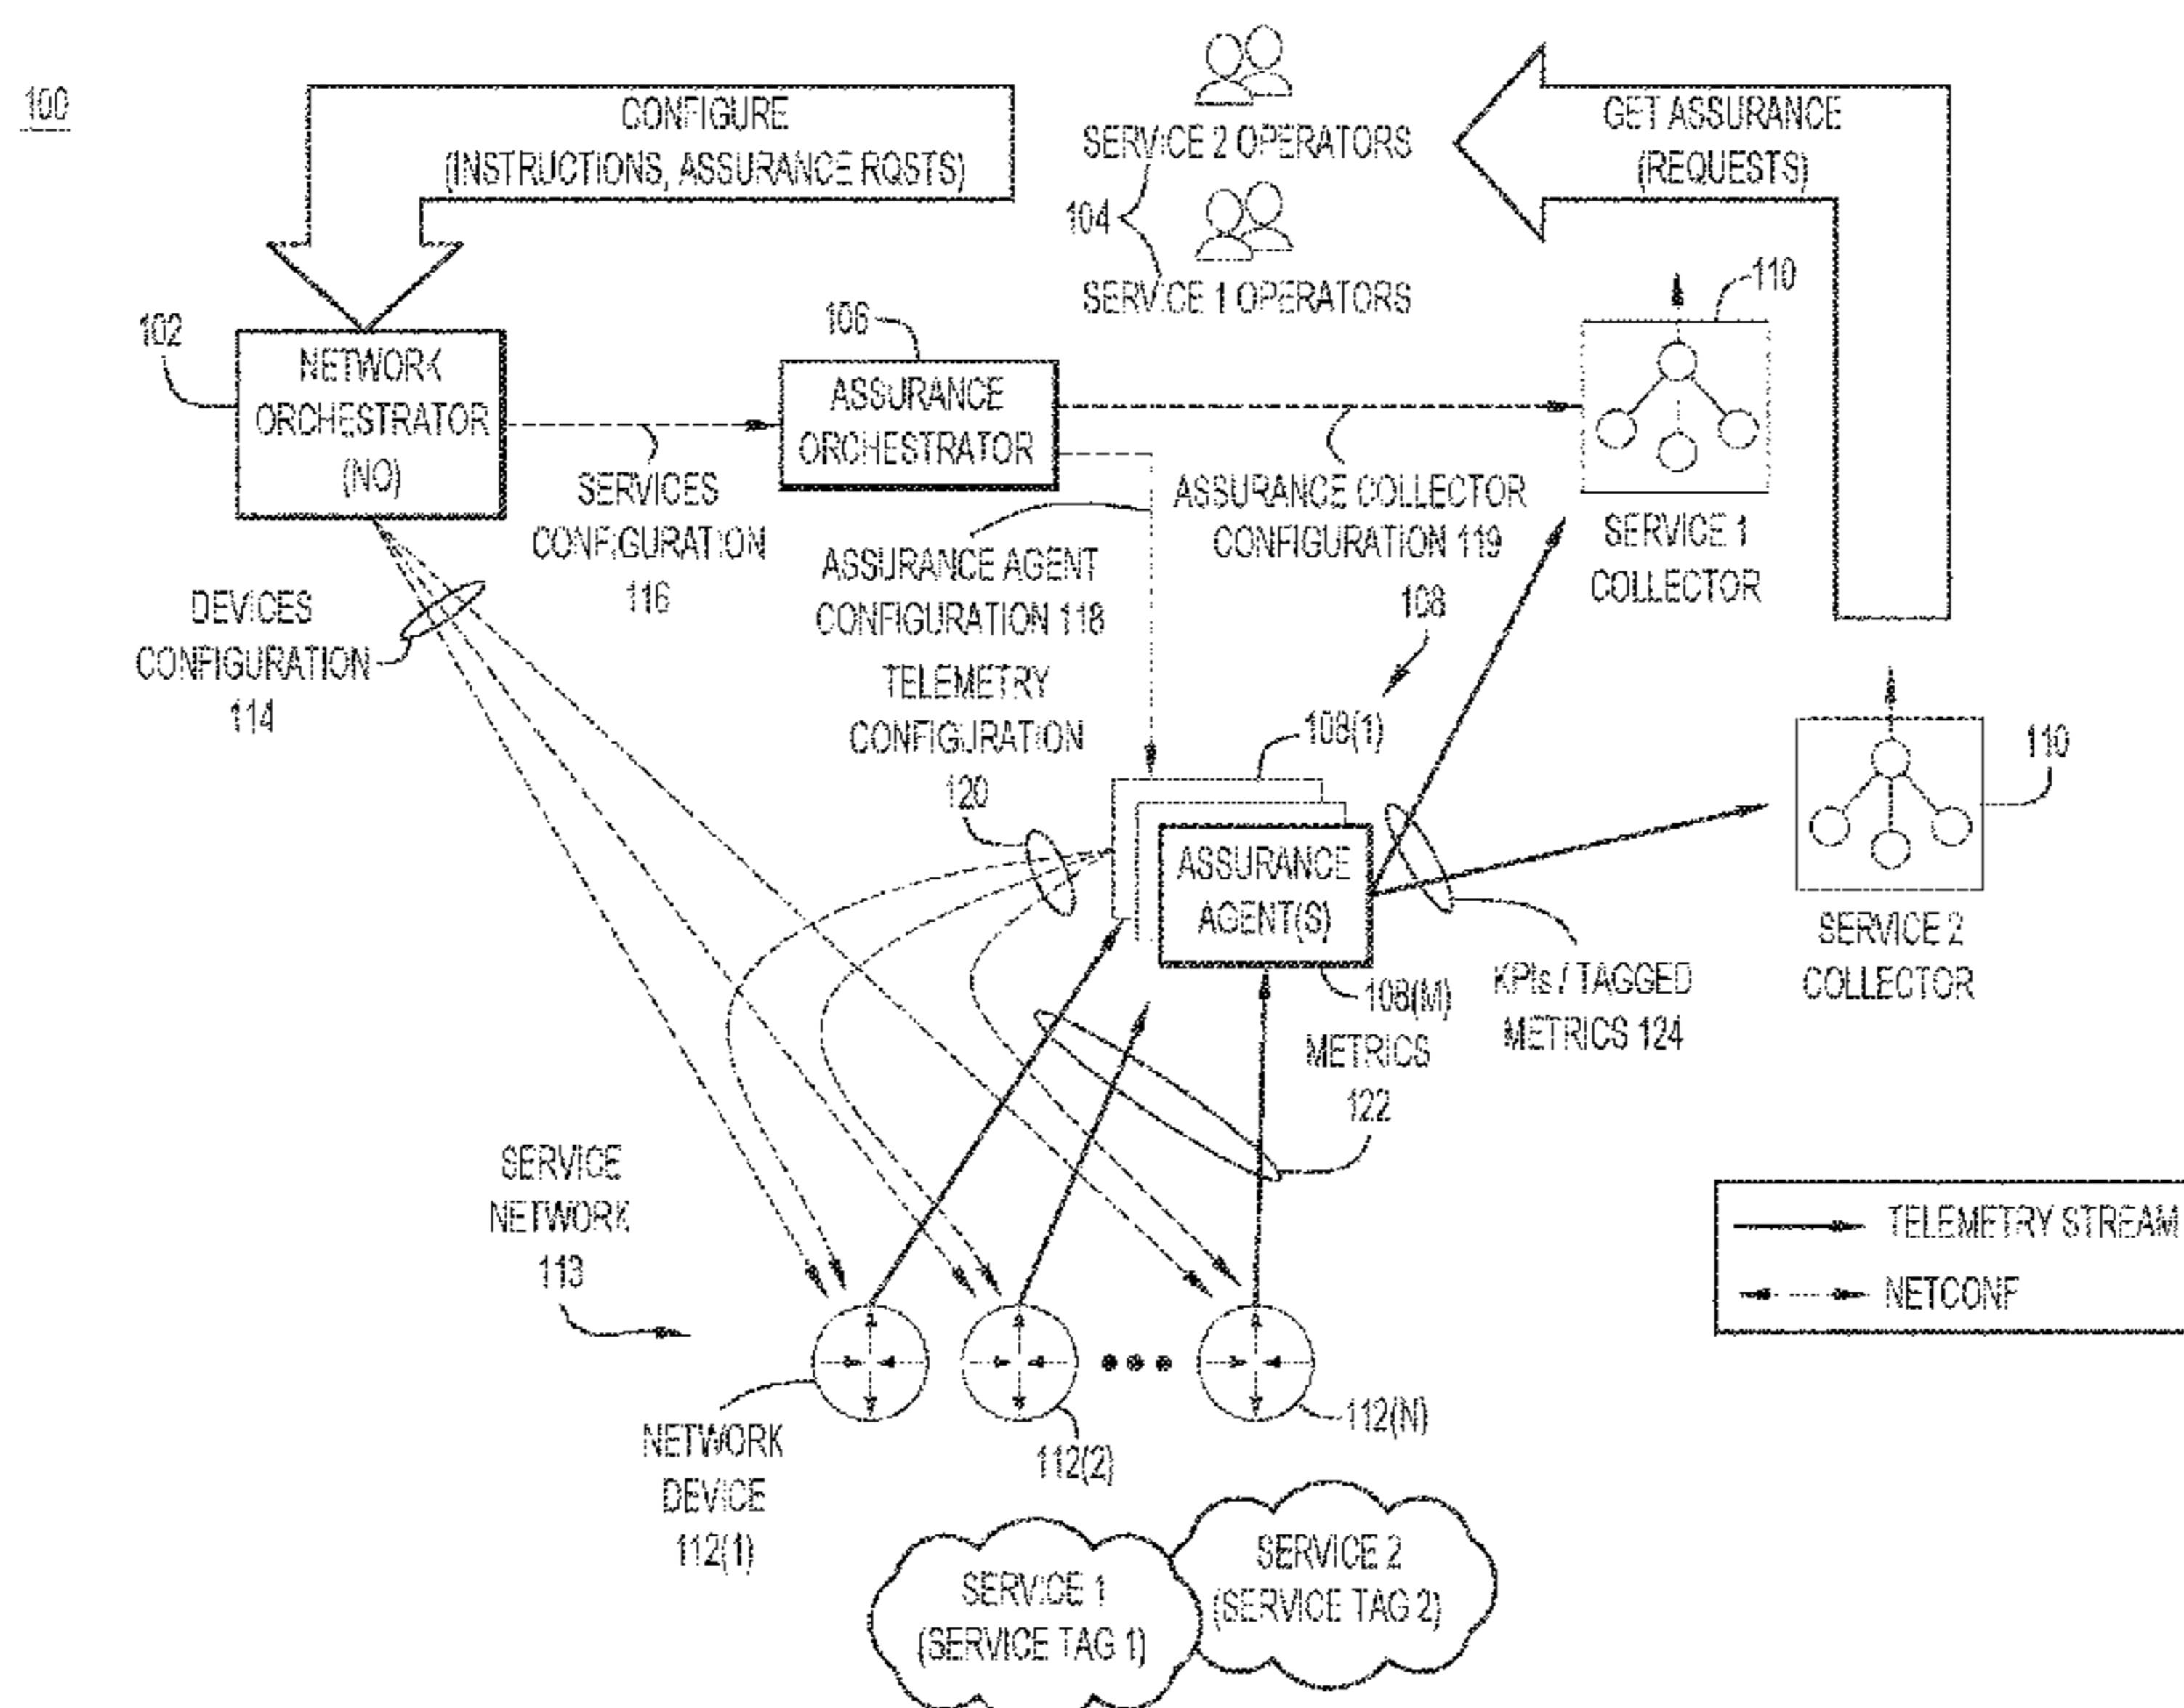 100
CONFIGURE
(INSTRUCTIONS, ASSURANCE RQSTS)
SERVICE 2 OPERATORS
104
SERVICE 1 OPERATORS
GET ASSURANCE
(REQUESTS)
110
102
NETWORK
ORCHESTRATOR
(NO)
106
ASSURANCE
ORCHESTRATOR
SERVICES
CONFIGURATION
116
ASSURANCE COLLECTOR
CONFIGURATION 119
SERVICE 1
COLLECTOR
ASSURANCE AGENT
CONFIGURATION 118
108
DEVICES
CONFIGURATION
114
TELEMETRY
CONFIGURATION
120
108(1)
110
ASSURANCE
AGENT(S)
SERVICE 2
COLLECTOR
108(M)
KPIs / TAGGED
METRICS 124
METRICS
122
SERVICE
NETWORK
113
TELEMETRY STREAM
NETCONF
NETWORK
DEVICE
112(1)
112(2)
112(N)
SERVICE 1
(SERVICE TAG 1)
SERVICE 2
(SERVICE TAG 2)